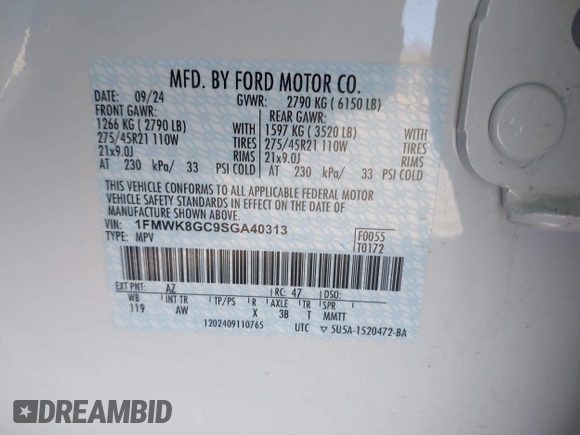 MFD. BY FORD MOTOR CO.
DATE: 09/24 GVWR: 2790 KG ( 6150 LB)
FRONT GAWR: REAR GAWR:
1266 KG ( 2790 LB) WITH 1597 KG ( 3520 LB) WITH
275/45R21 110W TIRES 275/45R21 110W TIRES
21x9.0J RIMS 21x9.0J RIMS
AT 230 kPa/ 33 PSI COLD AT 230 kPa/ 33 PSI COLD
THIS VEHICLE CONFORMS TO ALL APPLICABLE FEDERAL MOTOR
VEHICLE SAFETY STANDARDS IN EFFECT ON THE DATE OF
MANUFACTURE SHOWN ABOVE.
VIN: 1FMWK8GC9SGA40313 F0055
TYPE: MPV T0172
EXT PNT: AZ RC: 47 DSO:
WB INT TR TP/PS R AXLE TR SPR
119 AW X 3B T MMTT
1202409110765 UTC ▽ 5U5A-1520472-BA
DREAMBID